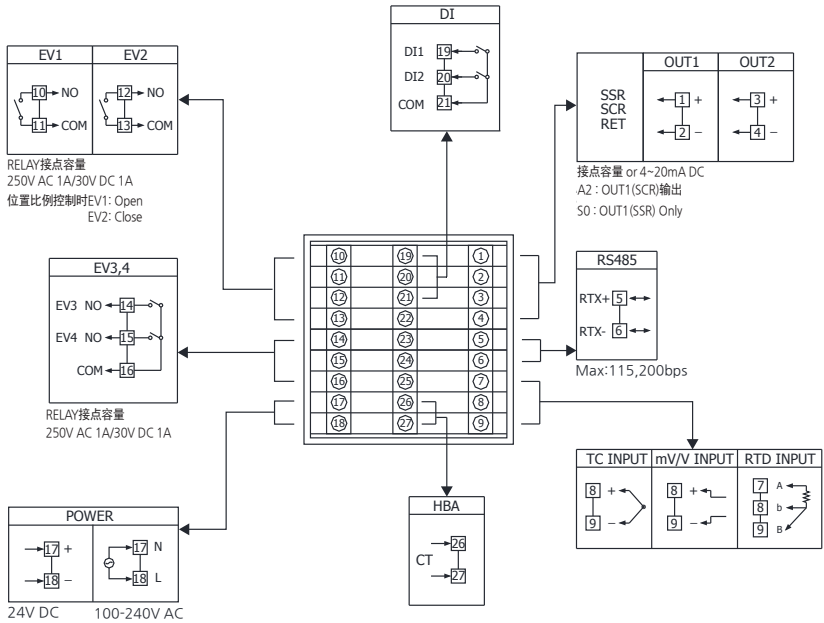 DI
DI1 19
DI2 20
COM 21
EV1 EV2
10 NO 12 NO
11 COM 13 COM
RELAY接点容量
250V AC 1A/30V DC 1A
位置比例控制时EV1: Open
EV2: Close
OUT1 OUT2
SSR
SCR
RET
1 + 3 +
2 − 4 −
接点容量 or 4~20mA DC
A2 : OUT1(SCR)输出
S0 : OUT1(SSR) Only
EV3,4
EV3 NO 14
EV4 NO 15
COM 16
RELAY接点容量
250V AC 1A/30V DC 1A
10 19 1
11 20 2
12 21 3
13 22 4
14 23 5
15 24 6
16 25 7
17 26 8
18 27 9
RS485
RTX+ 5
RTX- 6
Max:115,200bps
TC INPUT mV/V INPUT RTD INPUT
8 + 8 + 7 A
8 b
9 − 9 − 9 B
HBA
CT
26
27
POWER
17 + 17 N
18 − 18 L
24V DC 100-240V AC